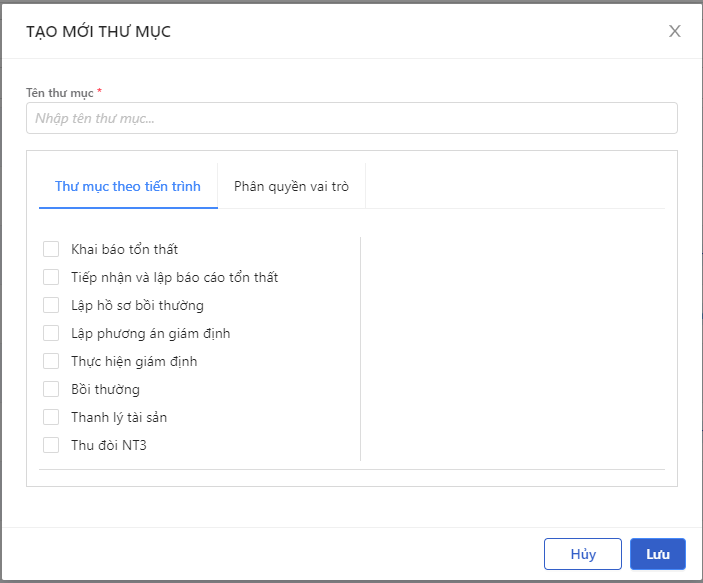 TẠO MỚI THƯ MỤC
Tên thư mục *
Nhập tên thư mục...
Thư mục theo tiến trình
Phân quyền vai trò
Khai báo tổn thất
Tiếp nhận và lập báo cáo tổn thất
Lập hồ sơ bồi thường
Lập phương án giám định
Thực hiện giám định
Bồi thường
Thanh lý tài sản
Thu đòi NT3
Hủy
Lưu